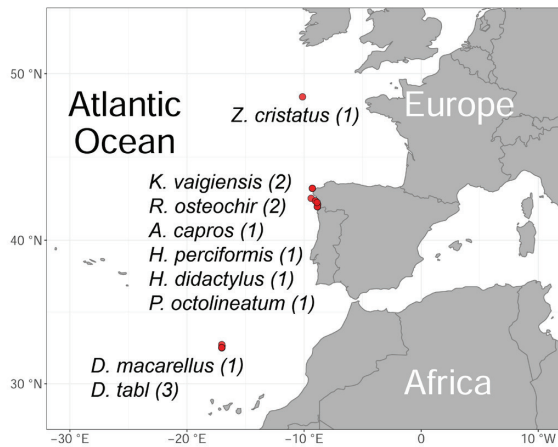 50 °N
Atlantic
Ocean
Europe
Z. cristatus (1)
K. vaigiensis (2)
R. osteochir (2)
A. capros (1)
H. perciformis (1)
H. didactylus (1)
P. octolineatum (1)
40 °N
D. macarellus (1)
D. tabl (3)
Africa
30 °N
−30 °E
−20 °E
−10 °E
0 °E
10 °W